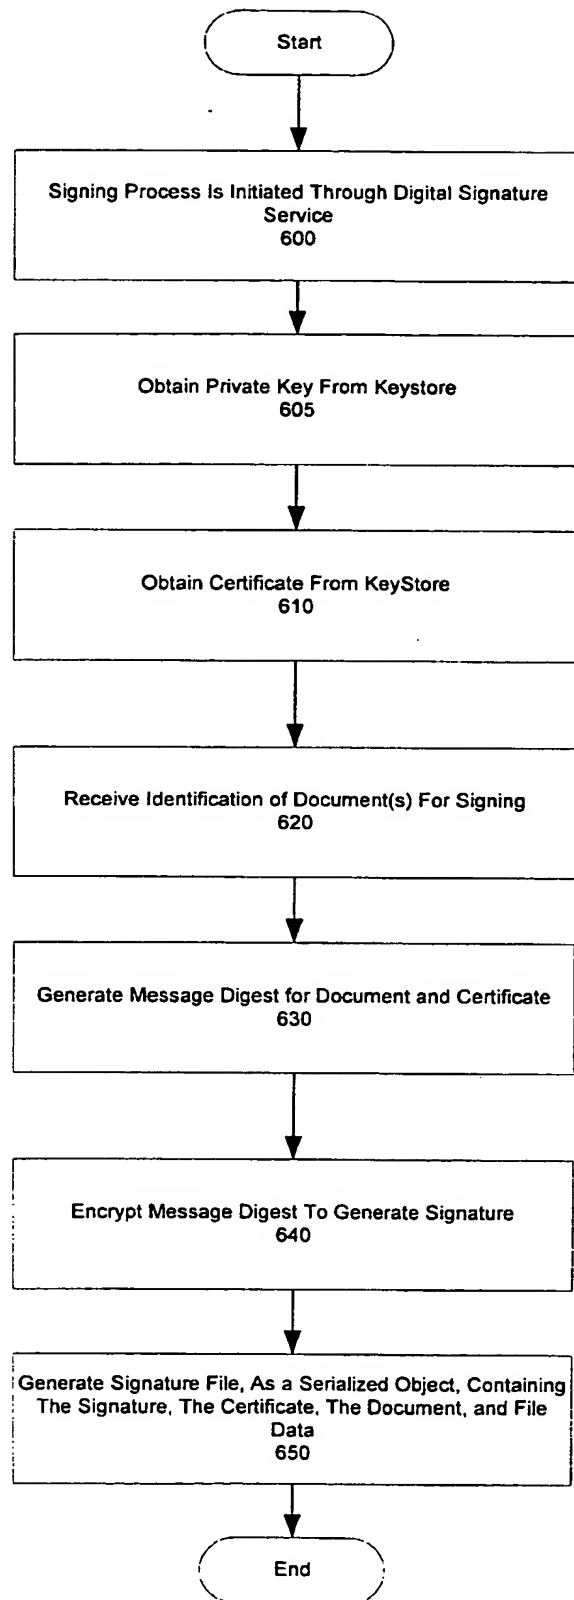 Start
Signing Process Is Initiated Through Digital Signature
Service
600
Obtain Private Key From Keystore
605
Obtain Certificate From KeyStore
610
Receive Identification of Document(s) For Signing
620
Generate Message Digest for Document and Certificate
630
Encrypt Message Digest To Generate Signature
640
Generate Signature File, As a Serialized Object, Containing
The Signature, The Certificate, The Document, and File
Data
650
End